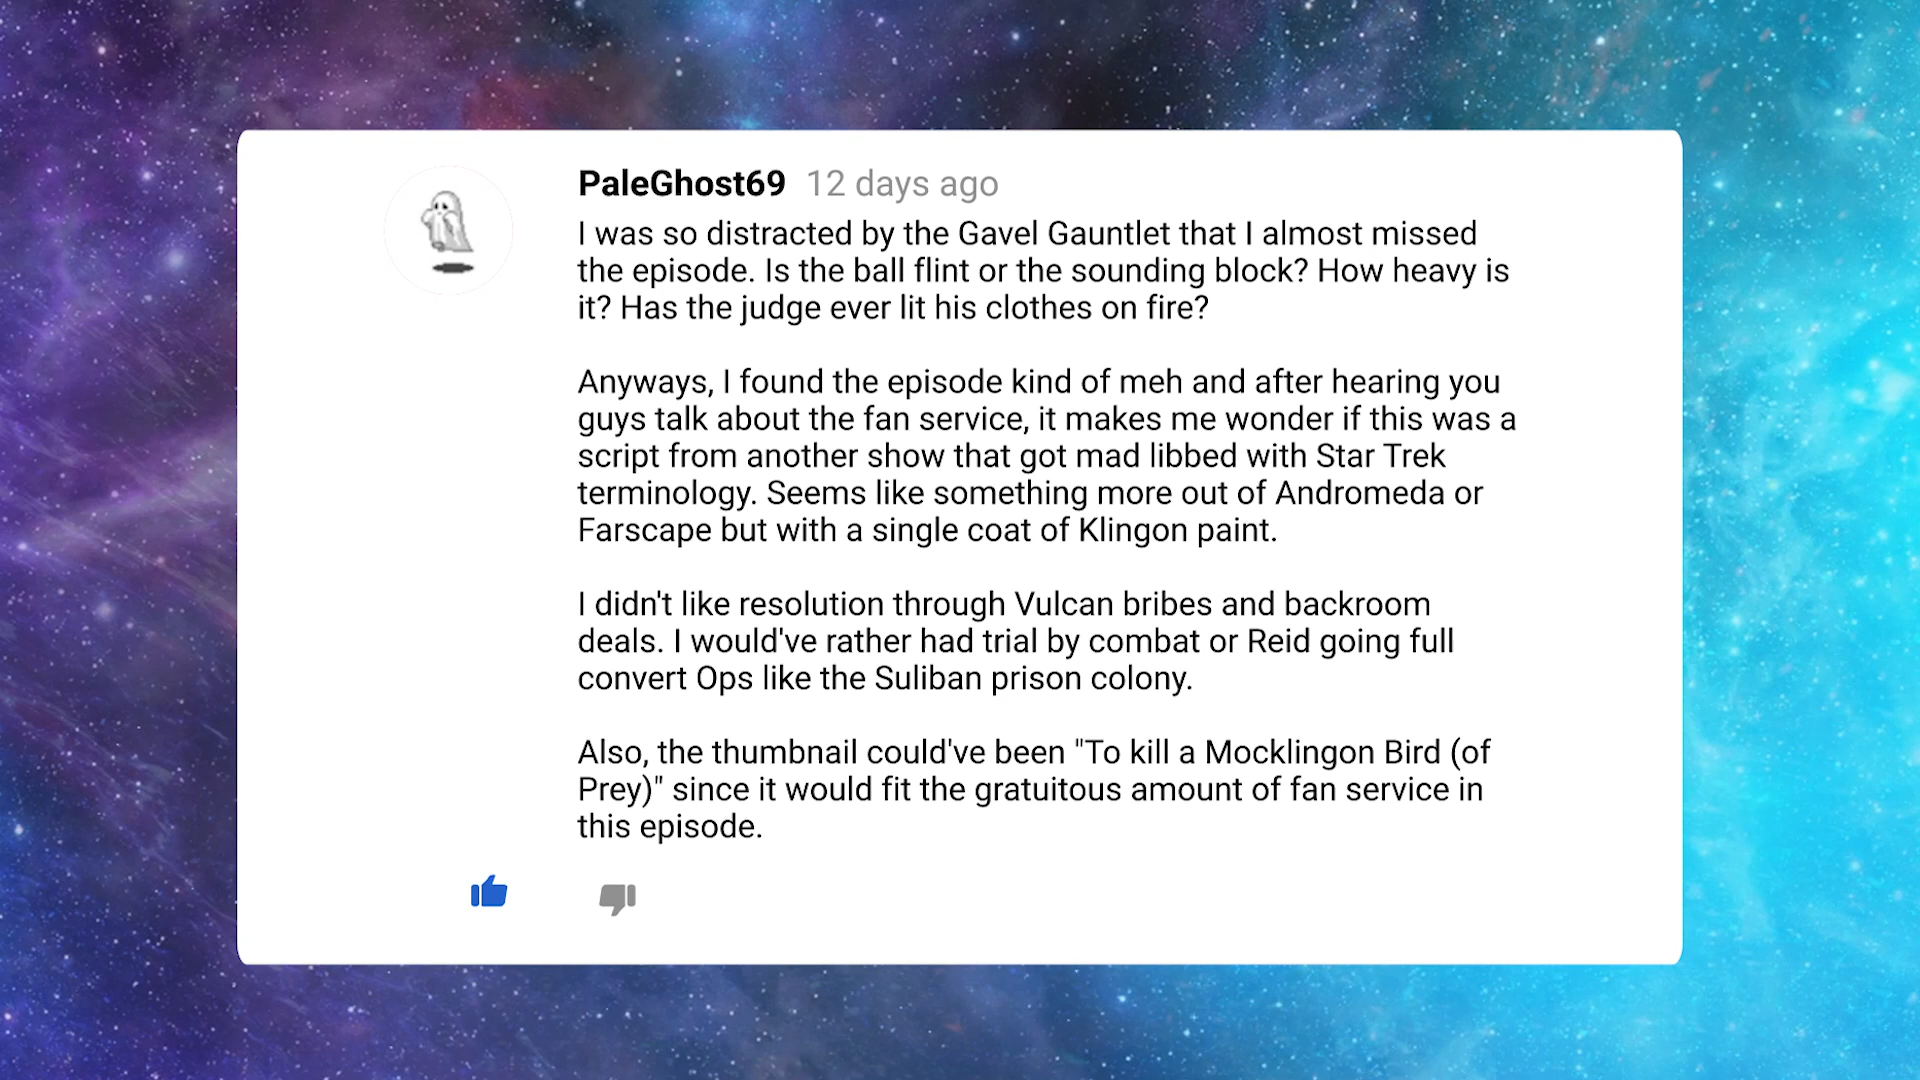 PaleGhost69 12 days ago
I was so distracted by the Gavel Gauntlet that I almost missed
the episode. Is the ball flint or the sounding block? How heavy is
it? Has the judge ever lit his clothes on fire?
Anyways, I found the episode kind of meh and after hearing you
guys talk about the fan service, it makes me wonder if this was a
script from another show that got mad libbed with Star Trek
terminology. Seems like something more out of Andromeda or
Farscape but with a single coat of Klingon paint.
I didn't like resolution through Vulcan bribes and backroom
deals. I would've rather had trial by combat or Reid going full
convert Ops like the Suliban prison colony.
Also, the thumbnail could've been "To kill a Mocklingon Bird (of
Prey)" since it would fit the gratuitous amount of fan service in
this episode.